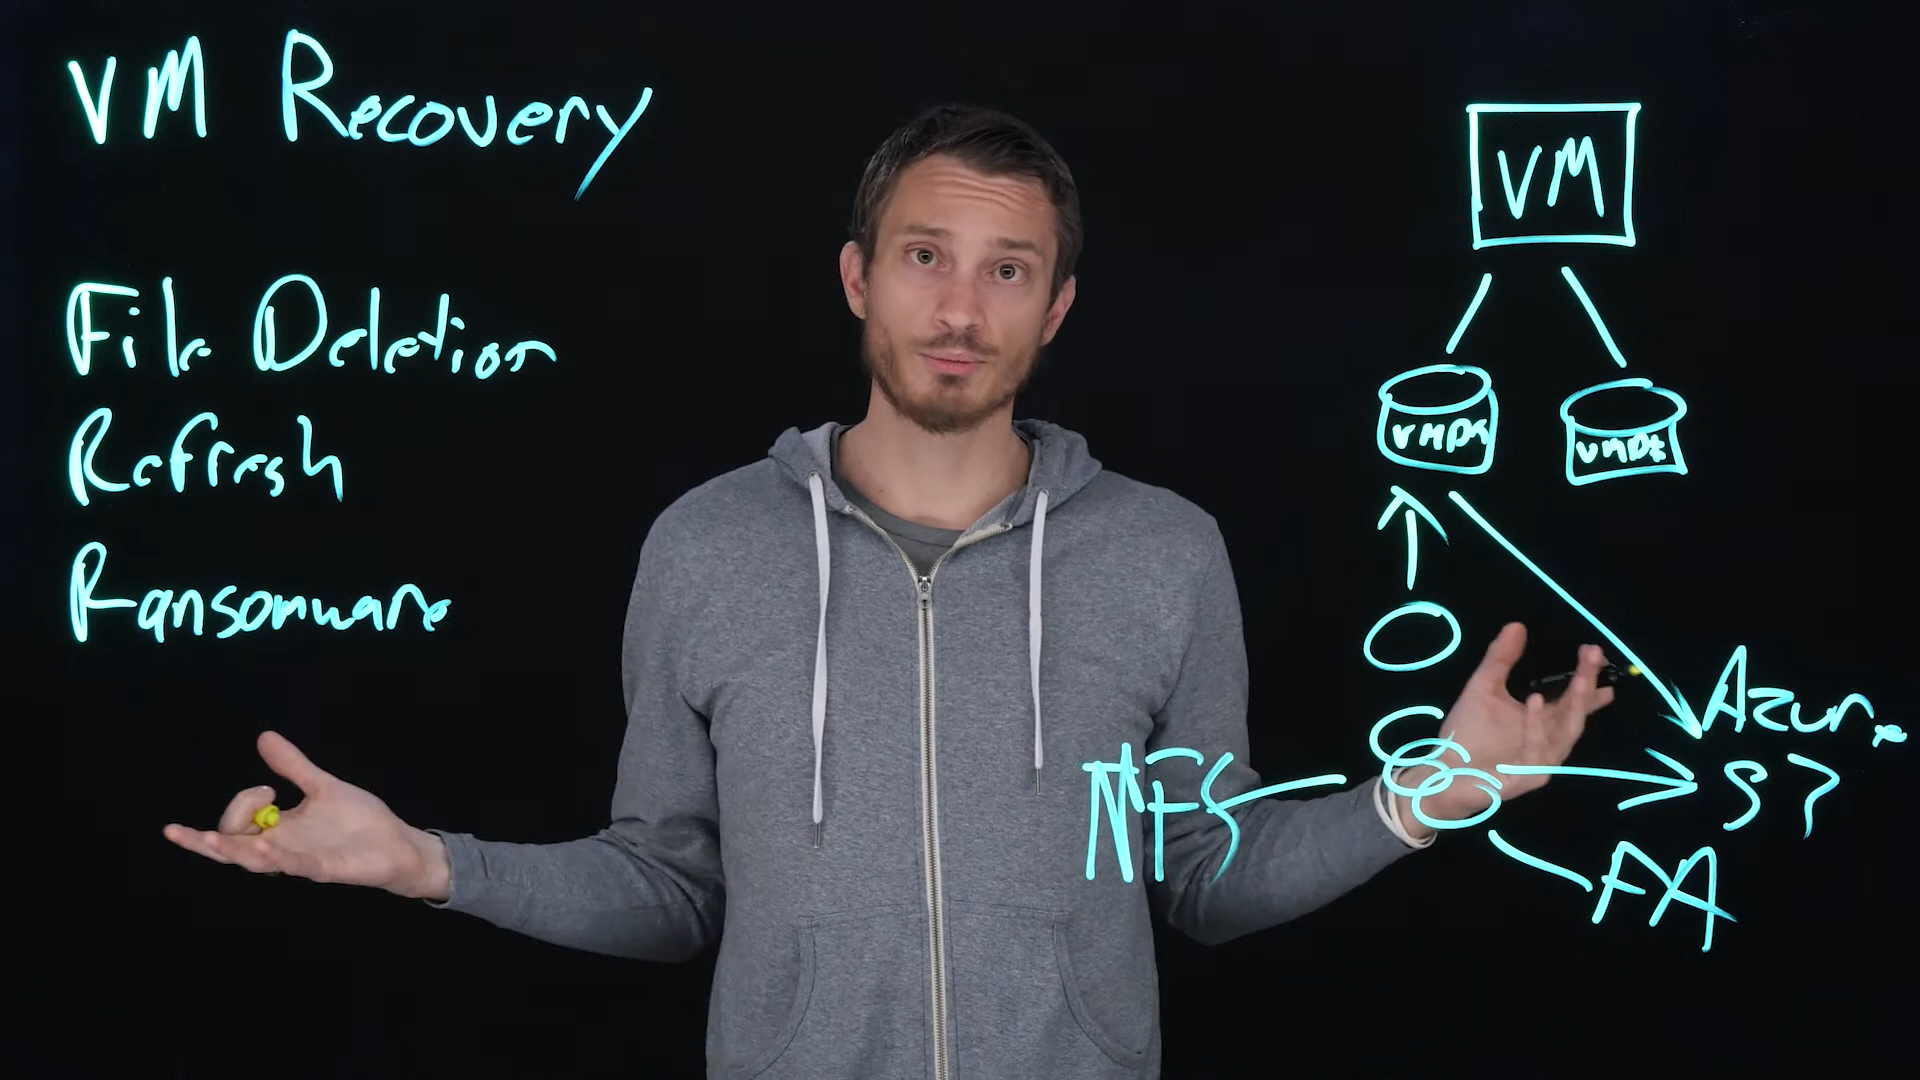 VM Recovery
File Deletion
Refresh
Ransomware
VM
VMDK
VMDK
Azure
S3
NFS
FA